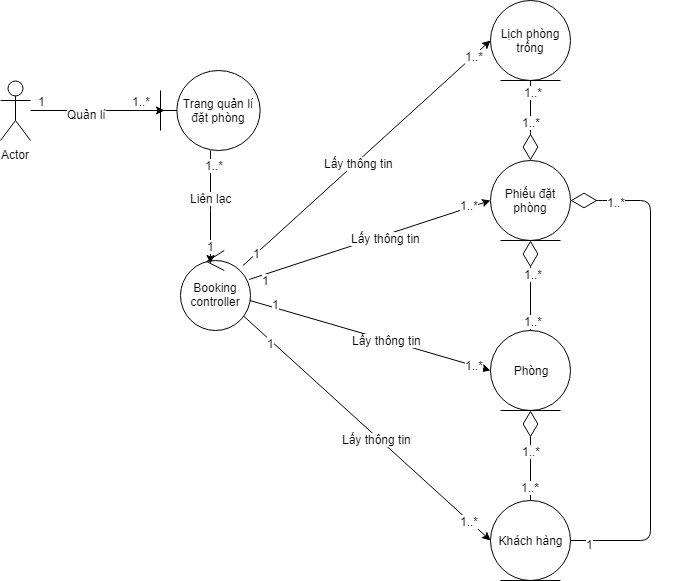 Lịch phòng
trống
1..*
1..*
1..*
1
Quản lí
1..*
Trang quản lí
đặt phòng
Actor
1..*
Liên lạc
1
Lấy thông tin
1
Lấy thông tin
1..*
1
Phiếu đặt
phòng
1..*
Booking
controller
1..*
1
Lấy thông tin
1..*
1..*
Phòng
1
Lấy thông tin
1..*
1..*
1..*
Khách hàng
1